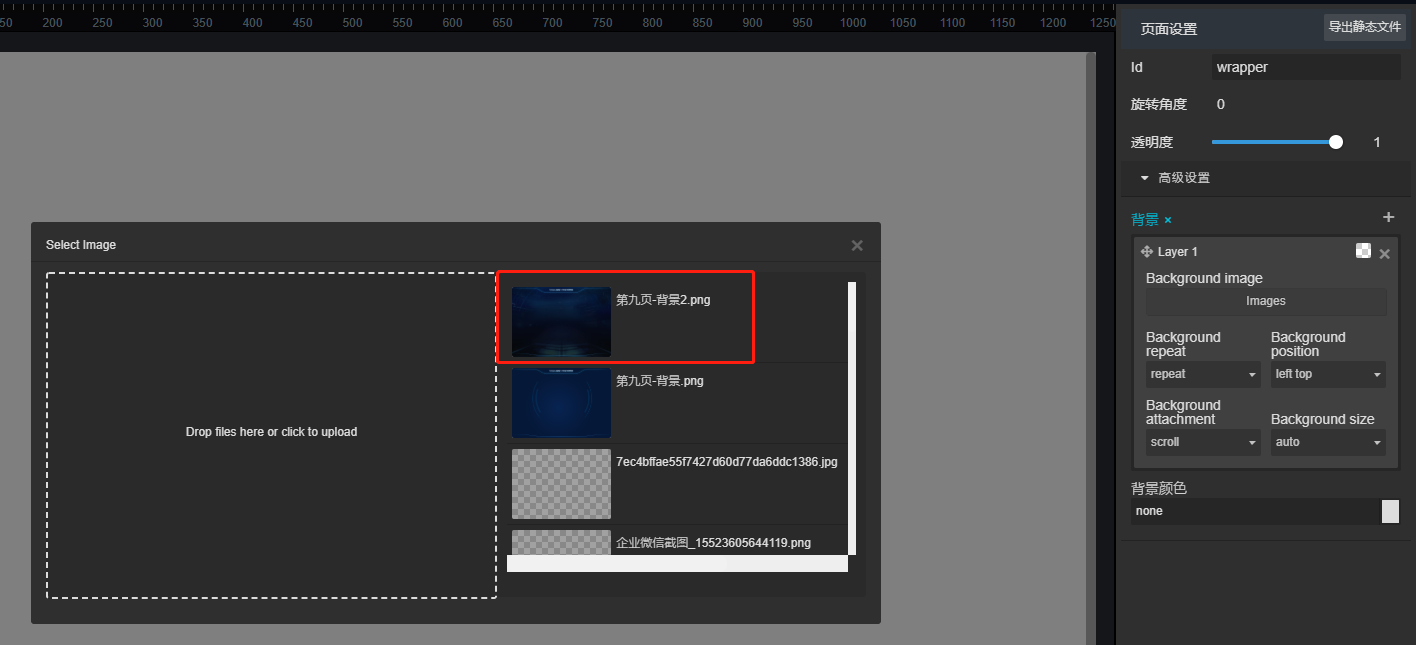 50 200 250 300 350 400 450 500 550 600 650 700 750 800 850 900 950 1000 1050 1100 1150 1200 1250
页面设置
导出静态文件
Id
wrapper
旋转角度
0
透明度
1
高级设置
背景 ×
+
Layer 1
Background image
Images
Background repeat
Background position
repeat
left top
Background attachment
Background size
scroll
auto
背景颜色
none
Select Image
Drop files here or click to upload
第九页-背景2.png
第九页-背景.png
7ec4bffae55f7427d60d77da6ddc1386.jpg
企业微信截图_15523605644119.png